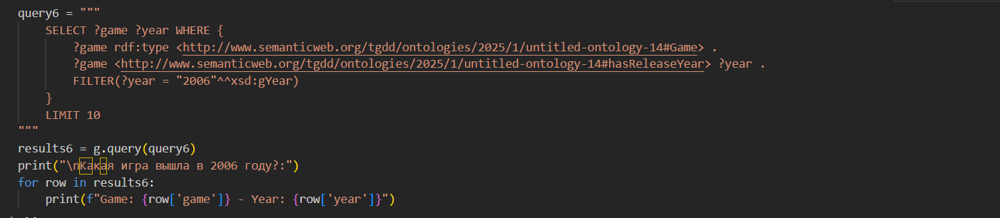 query6 = """
    SELECT ?game ?year WHERE {
        ?game rdf:type <http://www.semanticweb.org/tgdd/ontologies/2025/1/untitled-ontology-14#Game> .
        ?game <http://www.semanticweb.org/tgdd/ontologies/2025/1/untitled-ontology-14#hasReleaseYear> ?year .
        FILTER(?year = "2006"^^xsd:gYear)
    }
    LIMIT 10
"""
results6 = g.query(query6)
print("\nКакая игра вышла в 2006 году?:")
for row in results6:
    print(f"Game: {row['game']} - Year: {row['year']}")